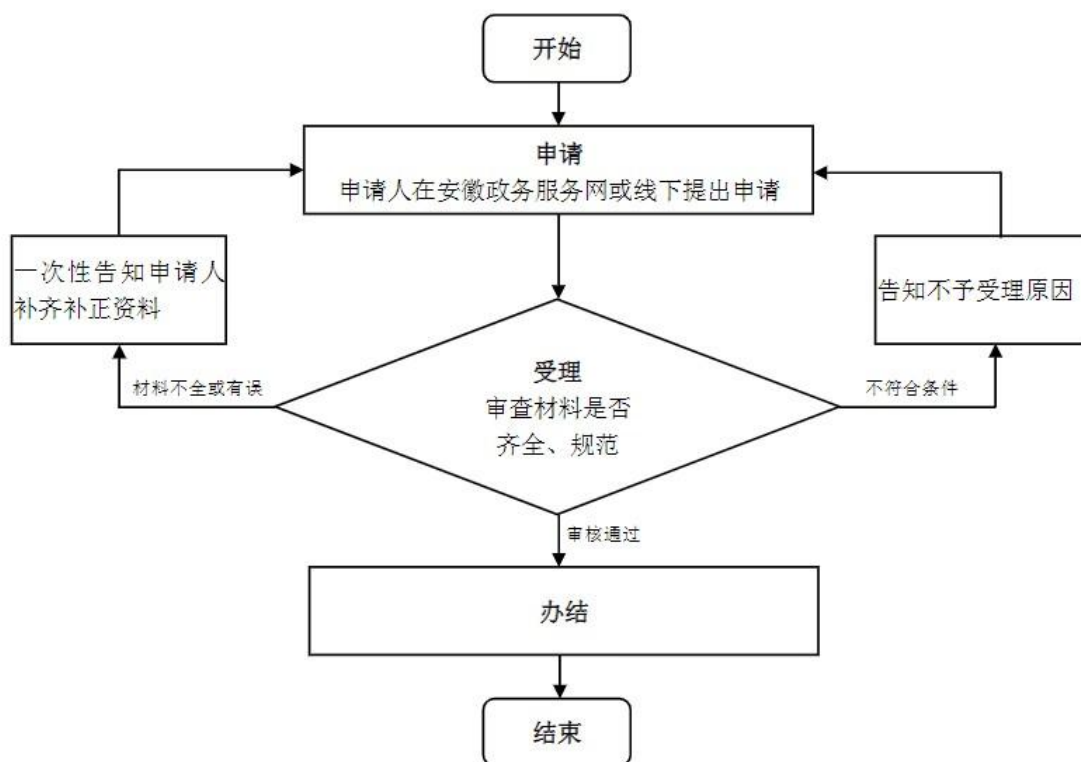 开始
申请
申请人在安徽政务服务网或线下提出申请
一次性告知申请人
补齐补正资料
告知不予受理原因
材料不全或有误
受理
审查材料是否
齐全、规范
不符合条件
审核通过
办结
结束